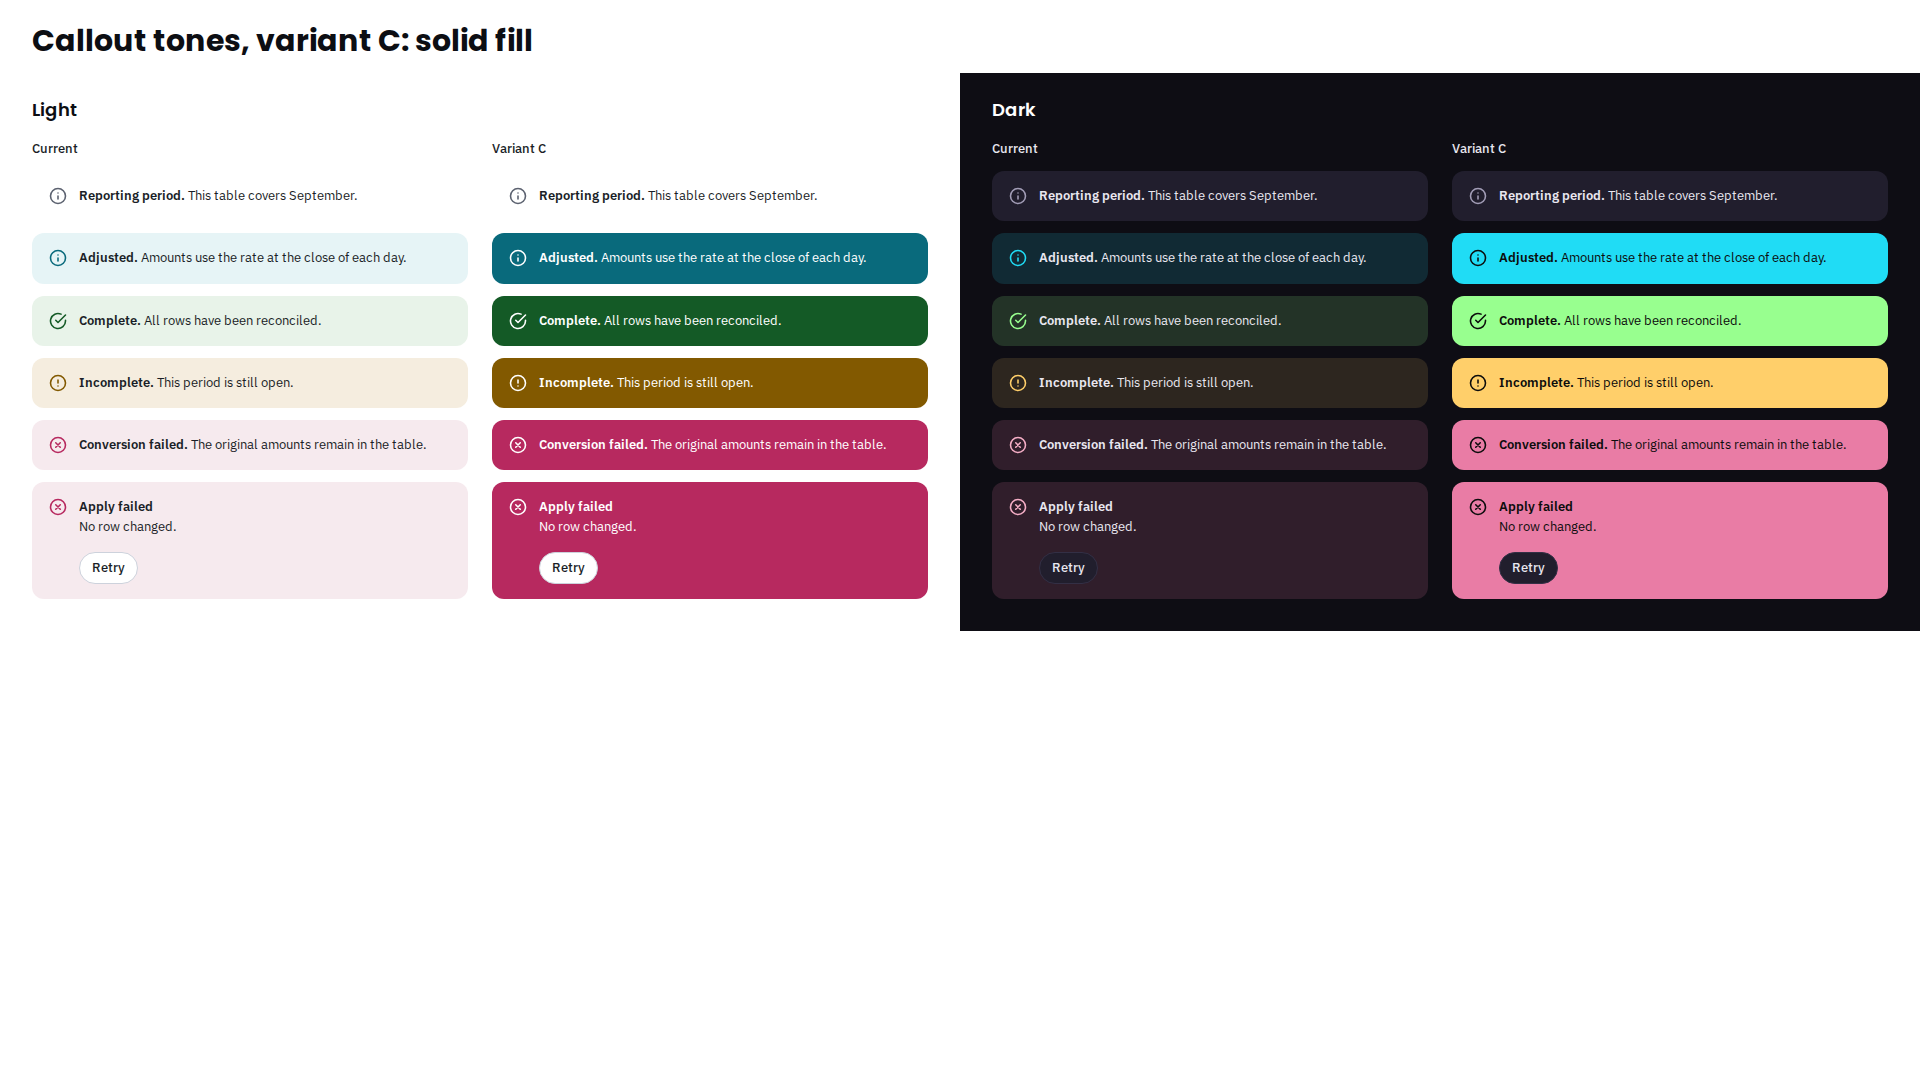 Callout tones, variant C: solid fill
Light
Current
Reporting period. This table covers September.
Adjusted. Amounts use the rate at the close of each day.
Complete. All rows have been reconciled.
Incomplete. This period is still open.
Conversion failed. The original amounts remain in the table.
Apply failed
No row changed.
Retry
Variant C
Reporting period. This table covers September.
Adjusted. Amounts use the rate at the close of each day.
Complete. All rows have been reconciled.
Incomplete. This period is still open.
Conversion failed. The original amounts remain in the table.
Apply failed
No row changed.
Retry
Dark
Current
Reporting period. This table covers September.
Adjusted. Amounts use the rate at the close of each day.
Complete. All rows have been reconciled.
Incomplete. This period is still open.
Conversion failed. The original amounts remain in the table.
Apply failed
No row changed.
Retry
Variant C
Reporting period. This table covers September.
Adjusted. Amounts use the rate at the close of each day.
Complete. All rows have been reconciled.
Incomplete. This period is still open.
Conversion failed. The original amounts remain in the table.
Apply failed
No row changed.
Retry